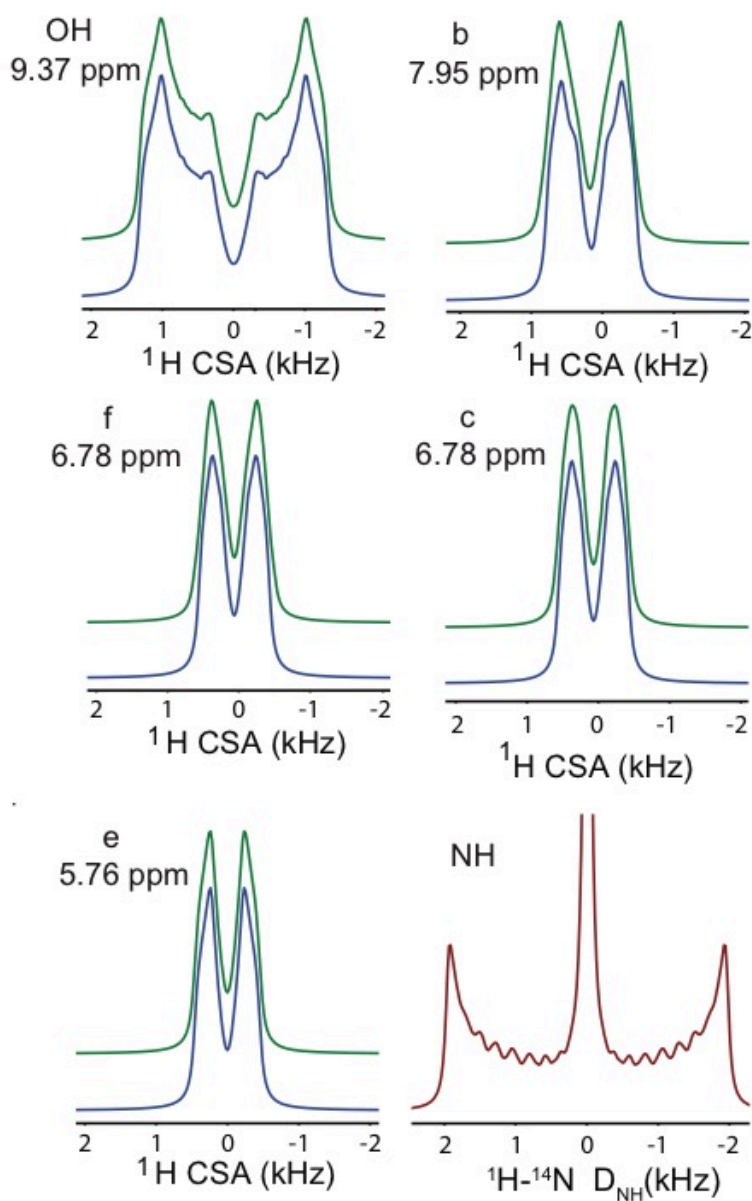 OH
9.37 ppm
b
7.95 ppm
2 1 0 -1 -2
¹H CSA (kHz)
2 1 0 -1 -2
¹H CSA (kHz)
f
6.78 ppm
c
6.78 ppm
2 1 0 -1 -2
¹H CSA (kHz)
2 1 0 -1 -2
¹H CSA (kHz)
e
5.76 ppm
NH
2 1 0 -1 -2
¹H CSA (kHz)
2 1 0 -1 -2
¹H-¹⁴N D_NH(kHz)